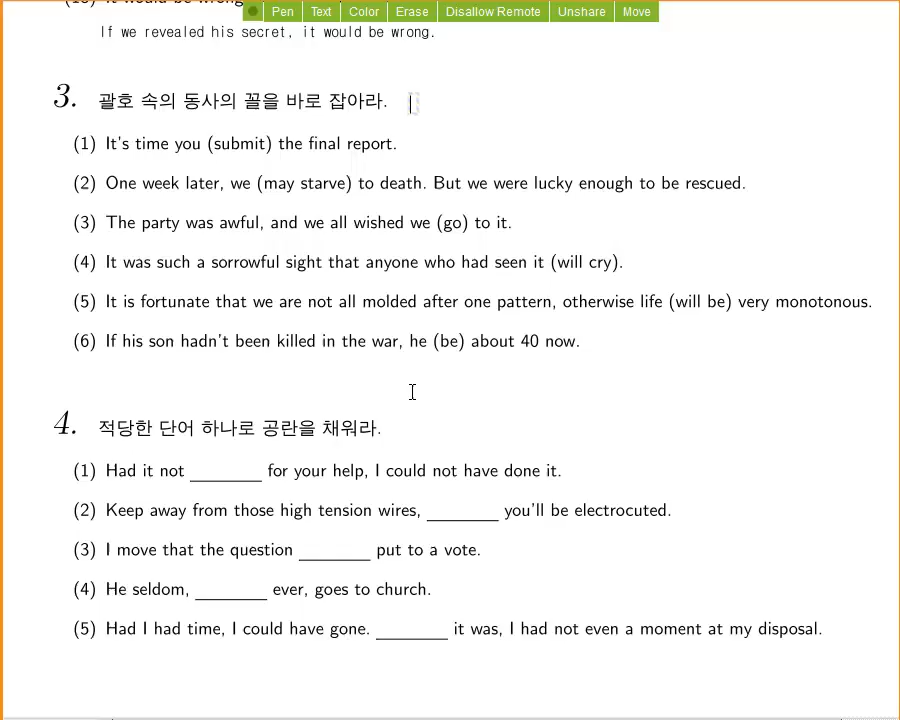 Pen Text Color Erase Disallow Remote Unshare Move
If we revealed his secret, it would be wrong.
3. 괄호 속의 동사의 꼴을 바로 잡아라.
(1) It's time you (submit) the final report.
(2) One week later, we (may starve) to death. But we were lucky enough to be rescued.
(3) The party was awful, and we all wished we (go) to it.
(4) It was such a sorrowful sight that anyone who had seen it (will cry).
(5) It is fortunate that we are not all molded after one pattern, otherwise life (will be) very monotonous.
(6) If his son hadn't been killed in the war, he (be) about 40 now.
4. 적당한 단어 하나로 공란을 채워라.
(1) Had it not ________ for your help, I could not have done it.
(2) Keep away from those high tension wires, ________ you'll be electrocuted.
(3) I move that the question ________ put to a vote.
(4) He seldom, ________ ever, goes to church.
(5) Had I had time, I could have gone. ________ it was, I had not even a moment at my disposal.